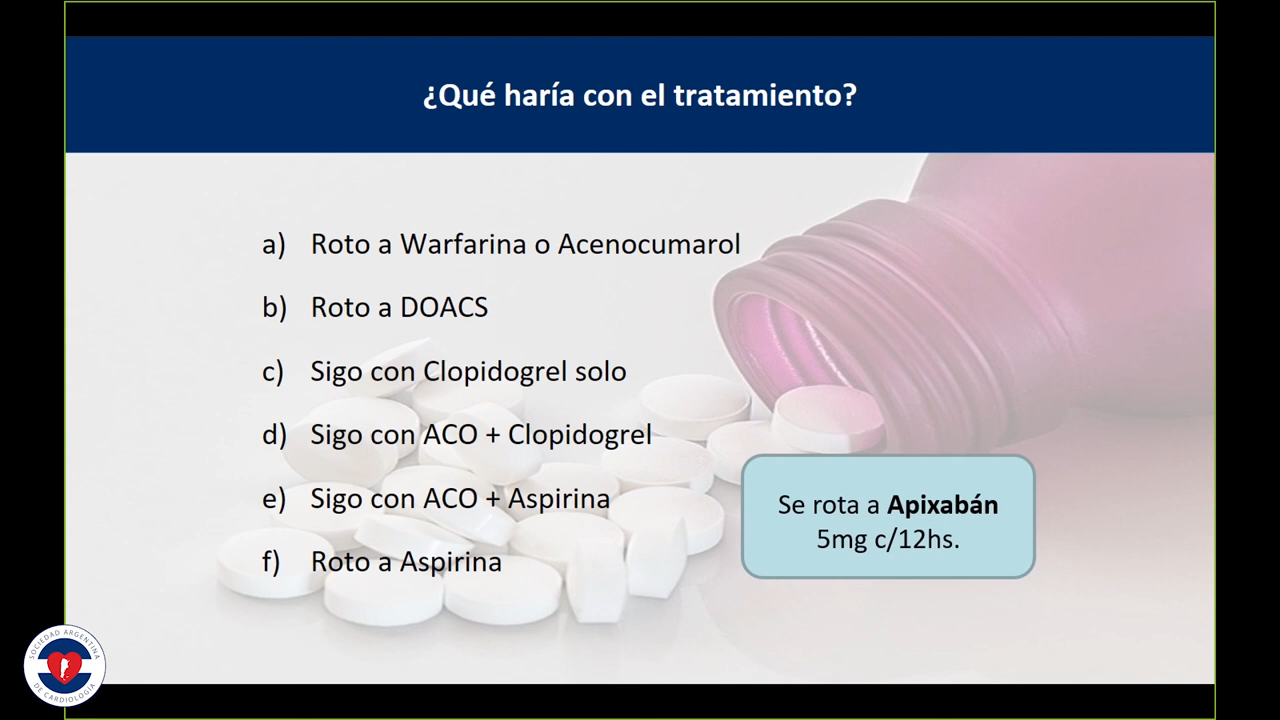 ¿Qué haría con el tratamiento?
a) Roto a Warfarina o Acenocumarol
b) Roto a DOACS
c) Sigo con Clopidogrel solo
d) Sigo con ACO + Clopidogrel
e) Sigo con ACO + Aspirina
f) Roto a Aspirina
Se rota a Apixabán
5mg c/12hs.
SOCIEDAD ARGENTINA
DE CARDIOLOGÍA